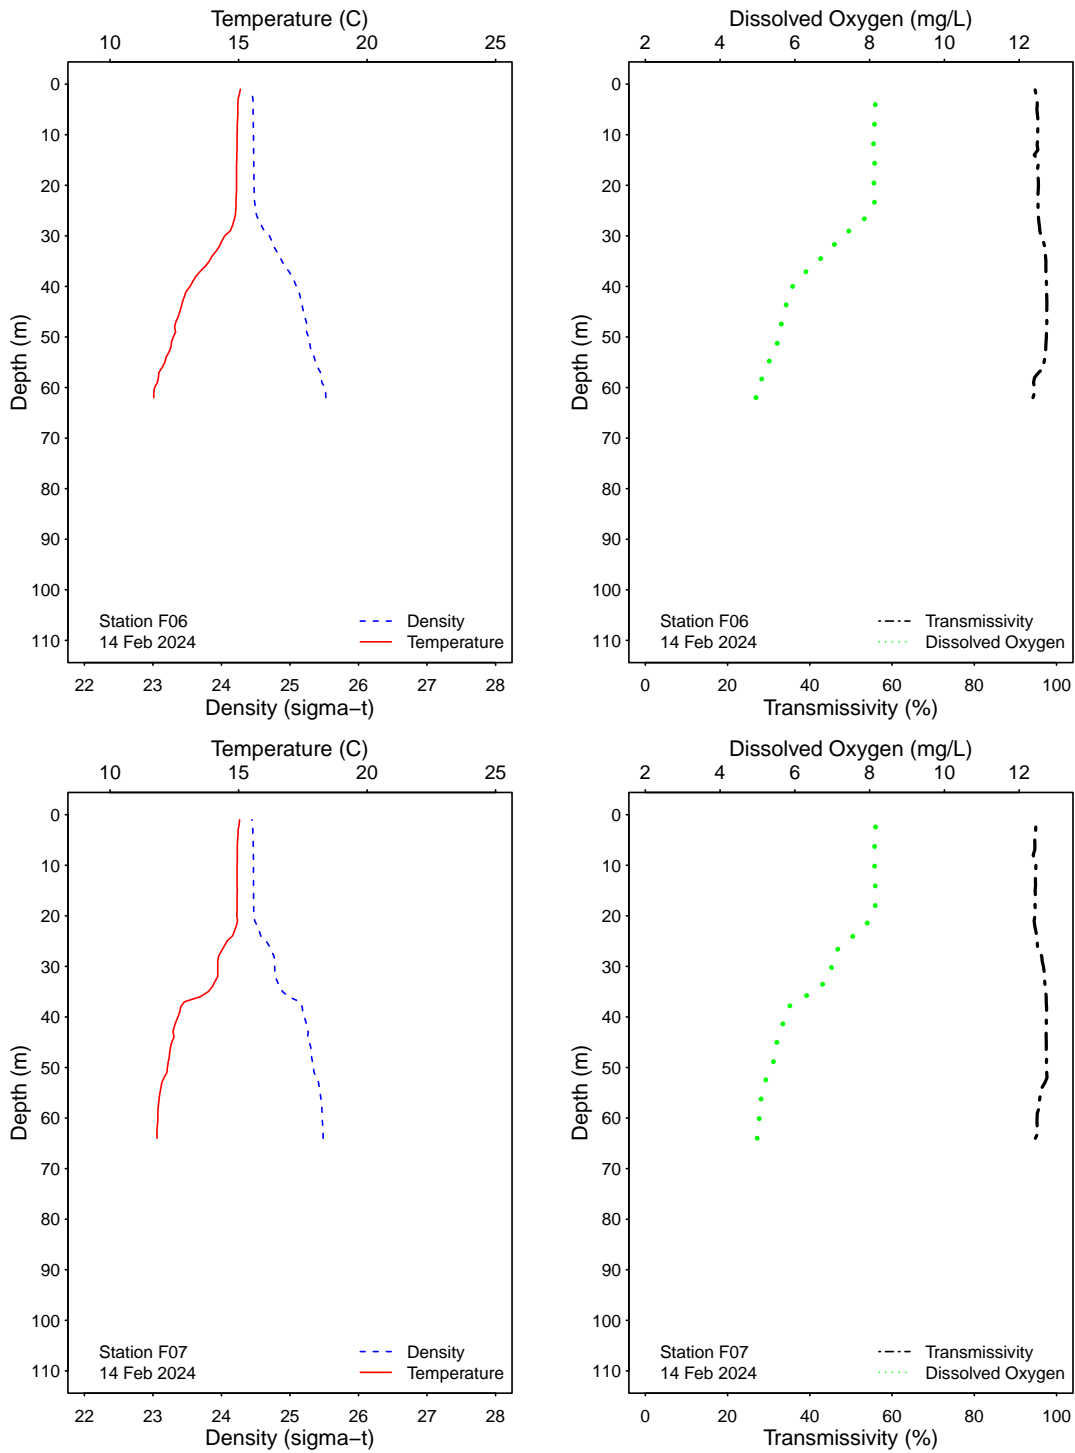 Temperature (C)
10 15 20 25
0
10
20
30
40
50
60
70
80
90
100
110
Depth (m)
Station F06
14 Feb 2024
Density
Temperature
22 23 24 25 26 27 28
Density (sigma−t)
Dissolved Oxygen (mg/L)
2 4 6 8 10 12
0
10
20
30
40
50
60
70
80
90
100
110
Depth (m)
Station F06
14 Feb 2024
Transmissivity
Dissolved Oxygen
0 20 40 60 80 100
Transmissivity (%)
Temperature (C)
10 15 20 25
0
10
20
30
40
50
60
70
80
90
100
110
Depth (m)
Station F07
14 Feb 2024
Density
Temperature
22 23 24 25 26 27 28
Density (sigma−t)
Dissolved Oxygen (mg/L)
2 4 6 8 10 12
0
10
20
30
40
50
60
70
80
90
100
110
Depth (m)
Station F07
14 Feb 2024
Transmissivity
Dissolved Oxygen
0 20 40 60 80 100
Transmissivity (%)